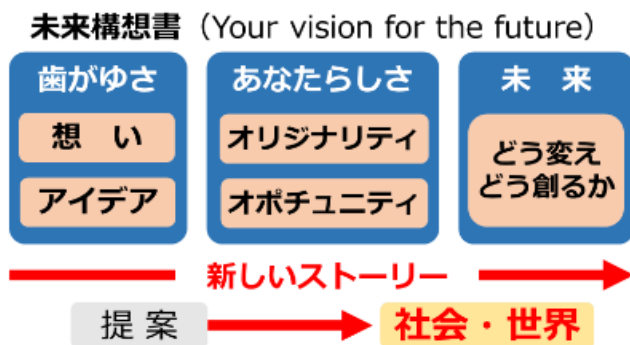 未来構想書（Your vision for the future）
歯がゆさ
想い
アイデア
あなたらしさ
オリジナリティ
オポチュニティ
未来
どう変え
どう創るか
新しいストーリー
提案
社会・世界